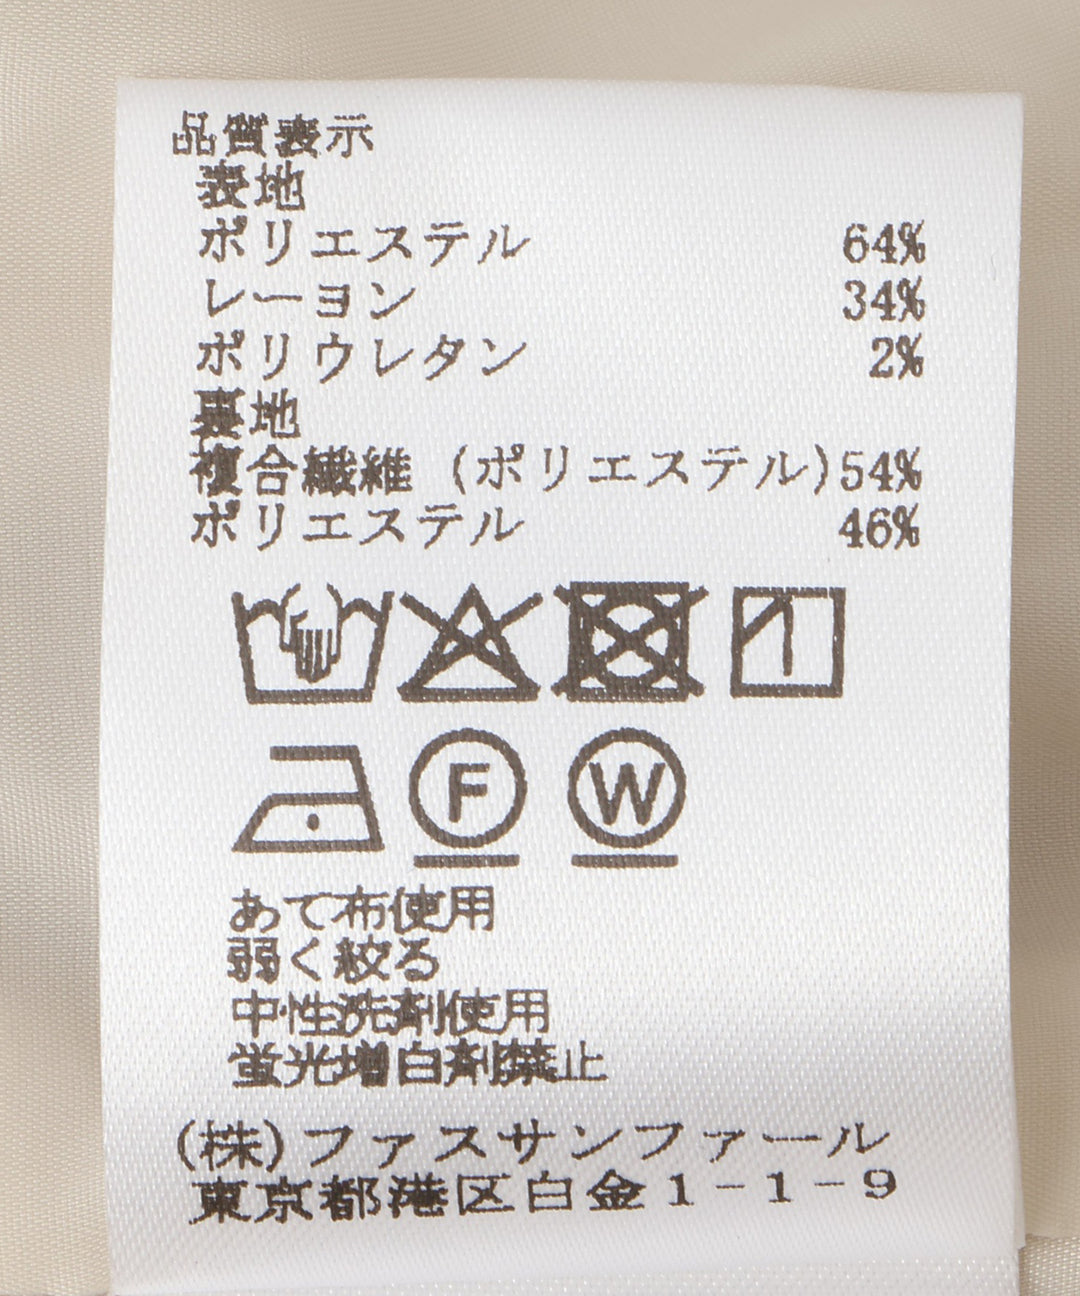 品質表示
表地
ポリエステル 64%
レーヨン 34%
ポリウレタン 2%
裏地
複合繊維 (ポリエステル)54%
ポリエステル 46%
F W
あて布使用
弱く絞る
中性洗剤使用
蛍光増白剤禁止
(株)ファスサンファール
東京都港区白金1-1-9